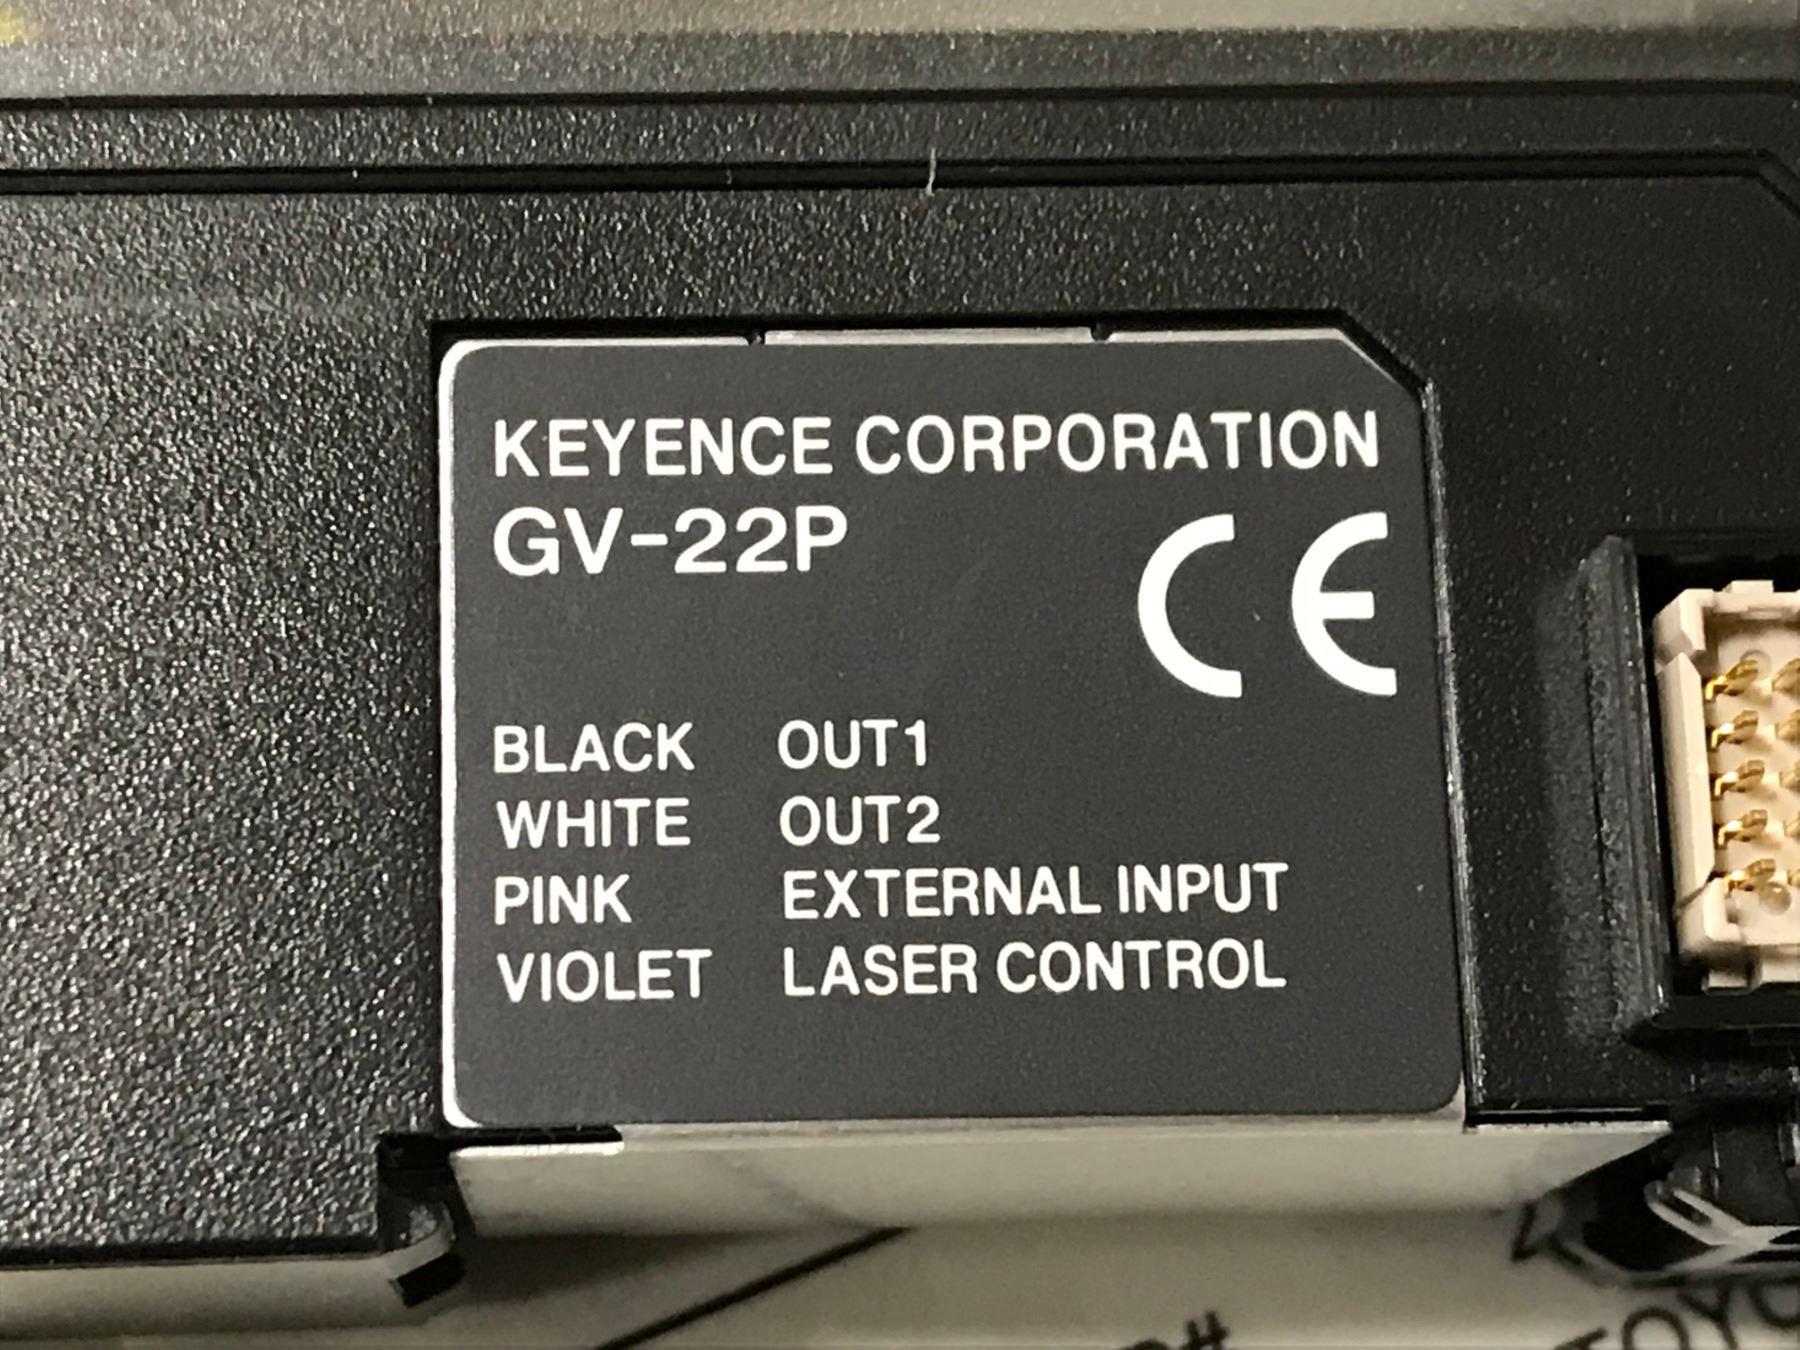 KEYENCE CORPORATION
GV-22P
CE
BLACK OUT1
WHITE OUT2
PINK EXTERNAL INPUT
VIOLET LASER CONTROL